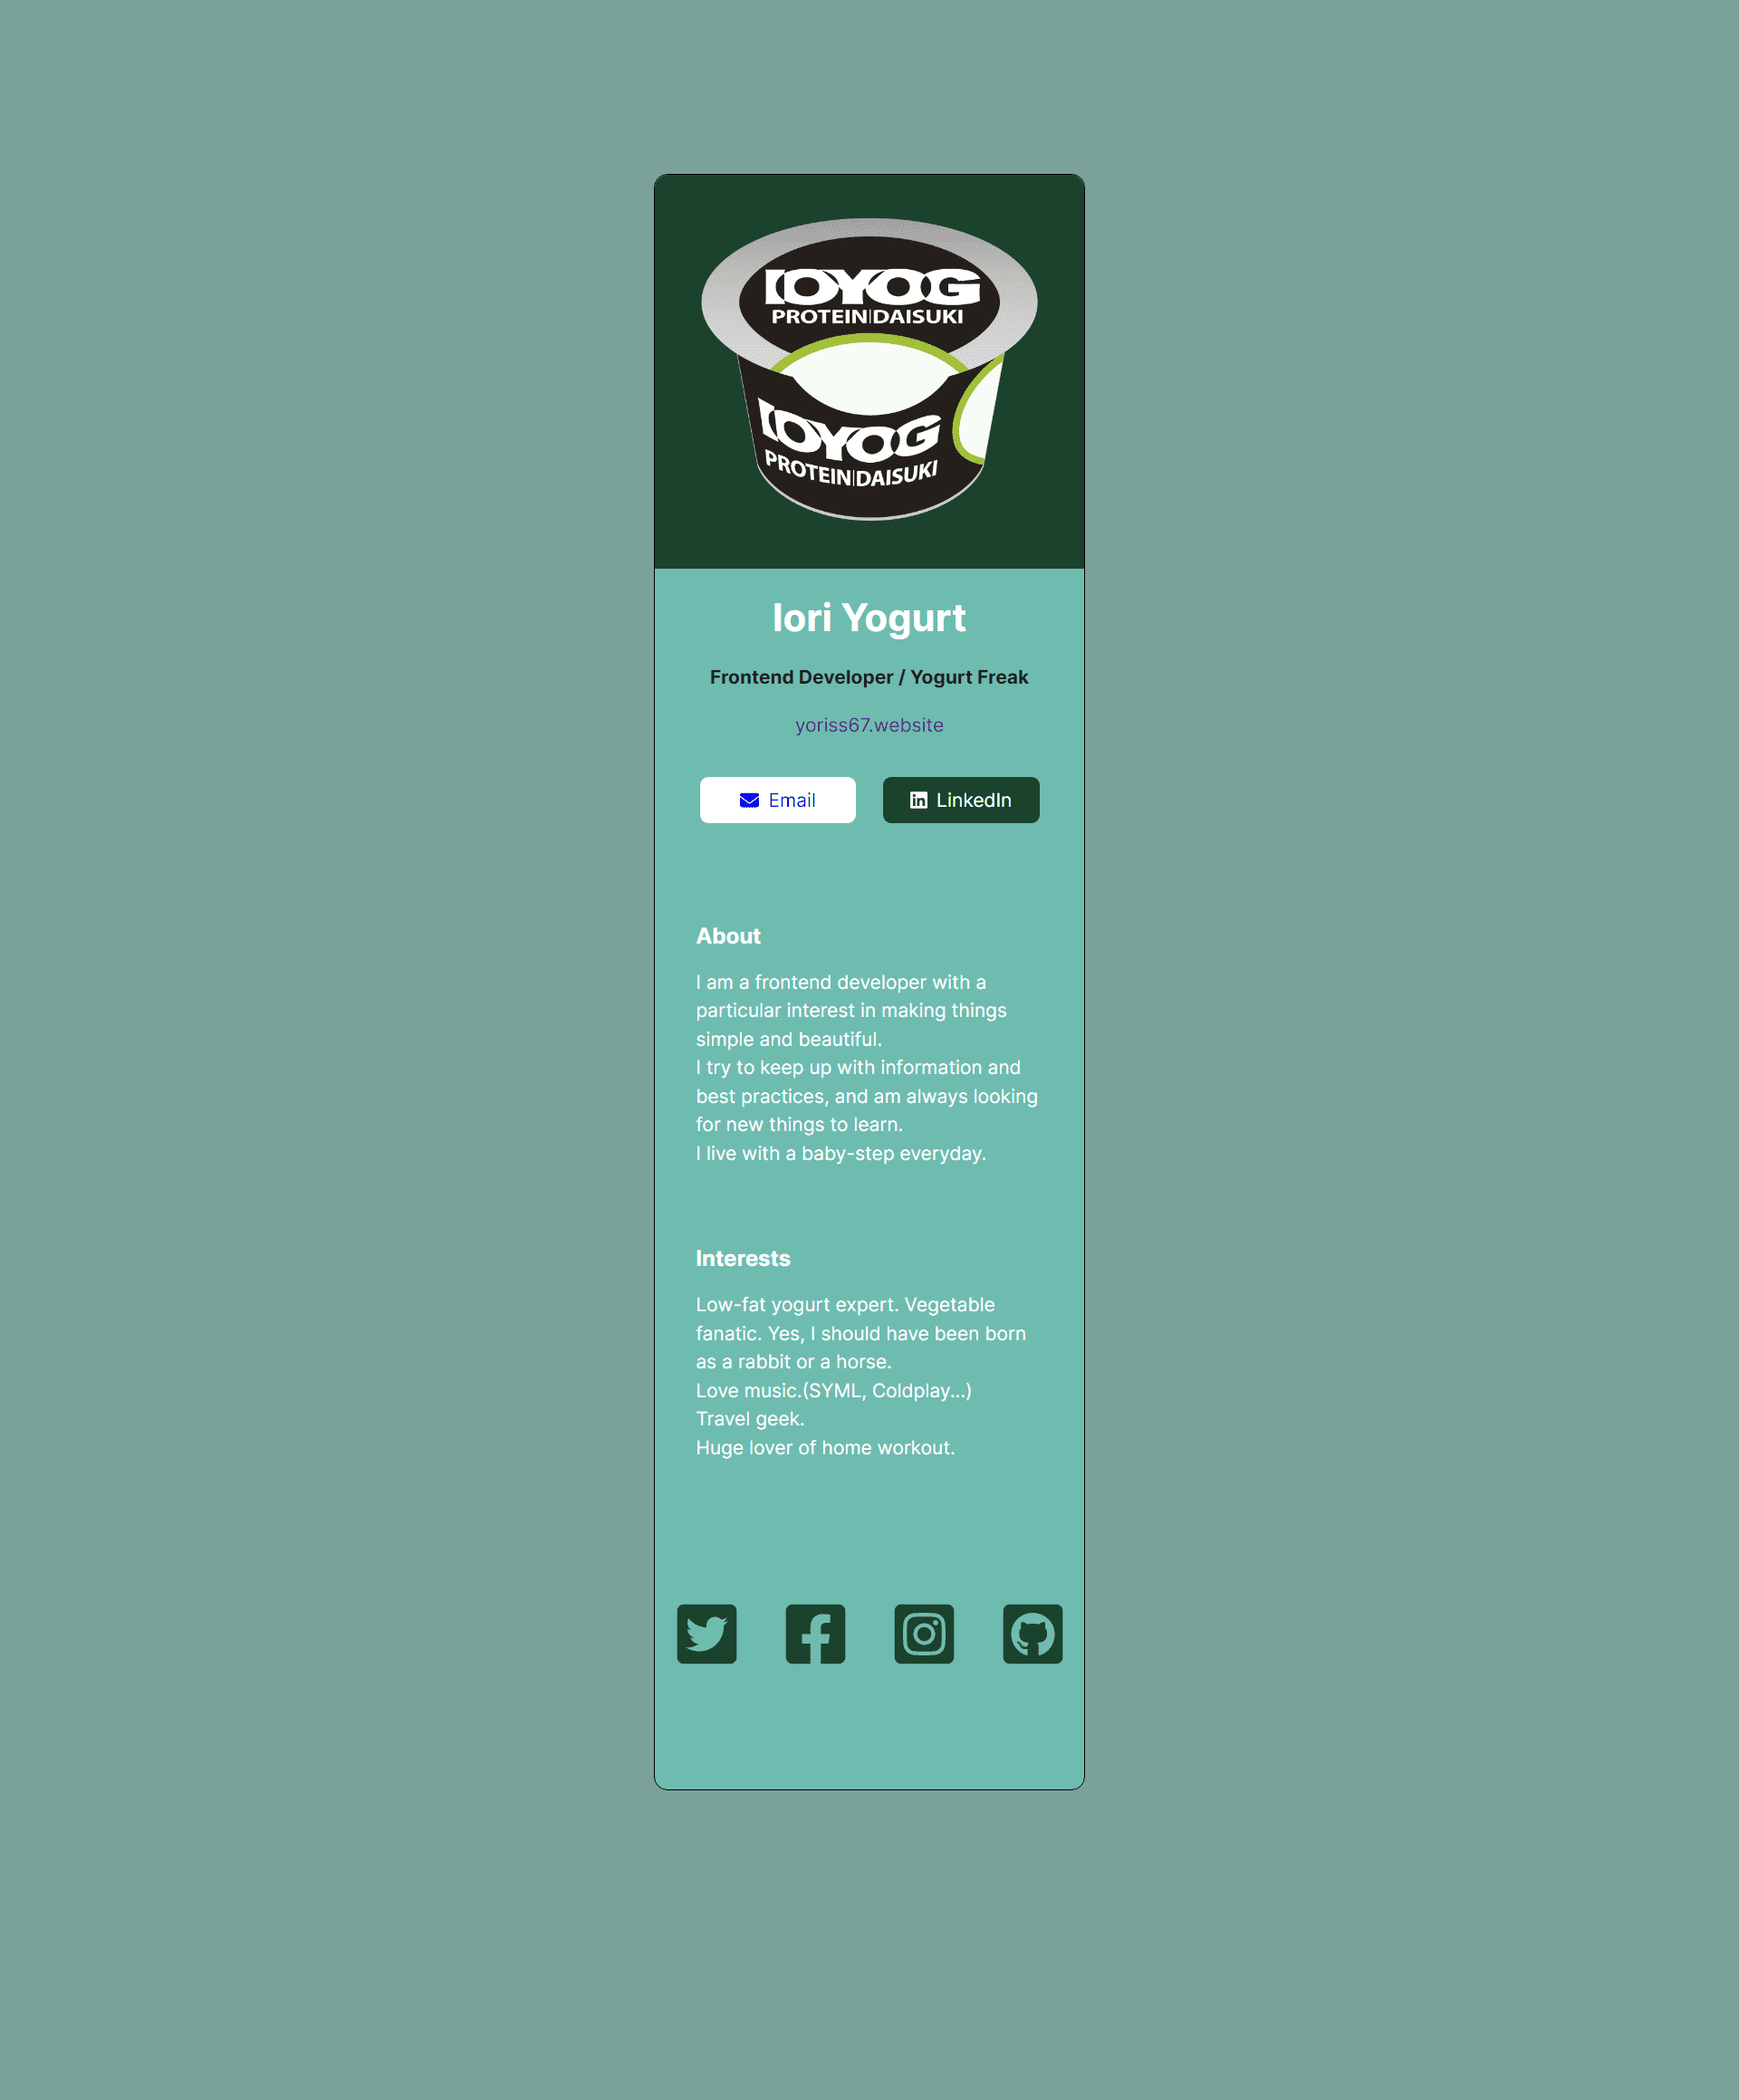 IOYOG
PROTEIN|DAISUKI
IOYOG
PROTEIN|DAISUKI
Iori Yogurt
Frontend Developer / Yogurt Freak
yoriss67.website
Email
LinkedIn
About
I am a frontend developer with a
particular interest in making things
simple and beautiful.
I try to keep up with information and
best practices, and am always looking
for new things to learn.
I live with a baby-step everyday.
Interests
Low-fat yogurt expert. Vegetable
fanatic. Yes, I should have been born
as a rabbit or a horse.
Love music.(SYML, Coldplay...)
Travel geek.
Huge lover of home workout.